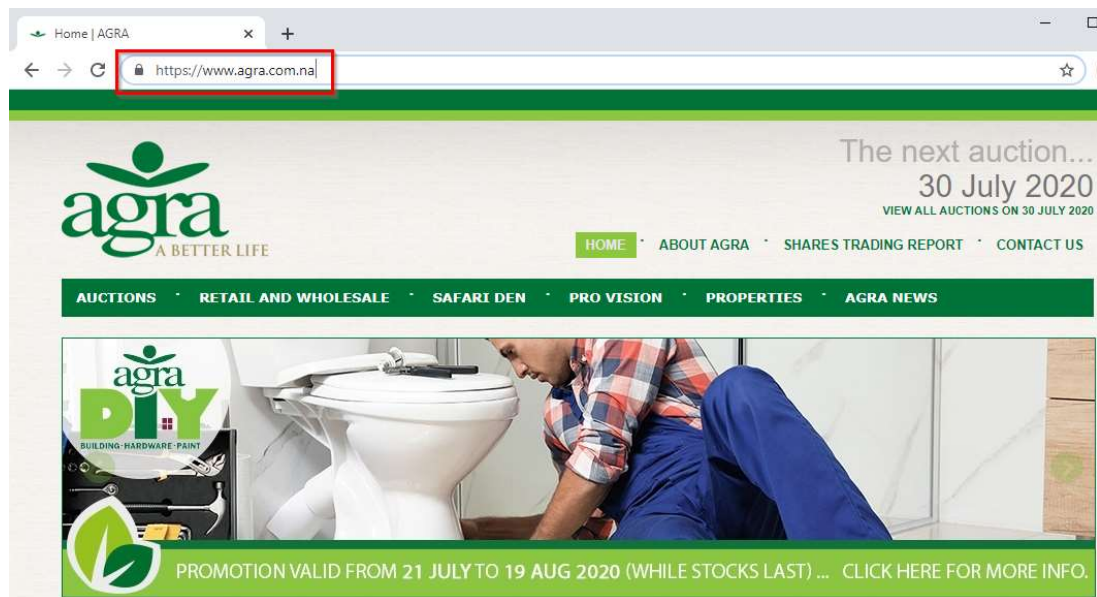 Home | AGRA
https://www.agra.com.na
The next auction...
30 July 2020
VIEW ALL AUCTIONS ON 30 JULY 2020
agra
A BETTER LIFE
HOME ABOUT AGRA SHARES TRADING REPORT CONTACT US
AUCTIONS RETAIL AND WHOLESALE SAFARI DEN PRO VISION PROPERTIES AGRA NEWS
agra
DIY
BUILDING·HARDWARE·PAINT
PROMOTION VALID FROM 21 JULY TO 19 AUG 2020 (WHILE STOCKS LAST) ... CLICK HERE FOR MORE INFO.